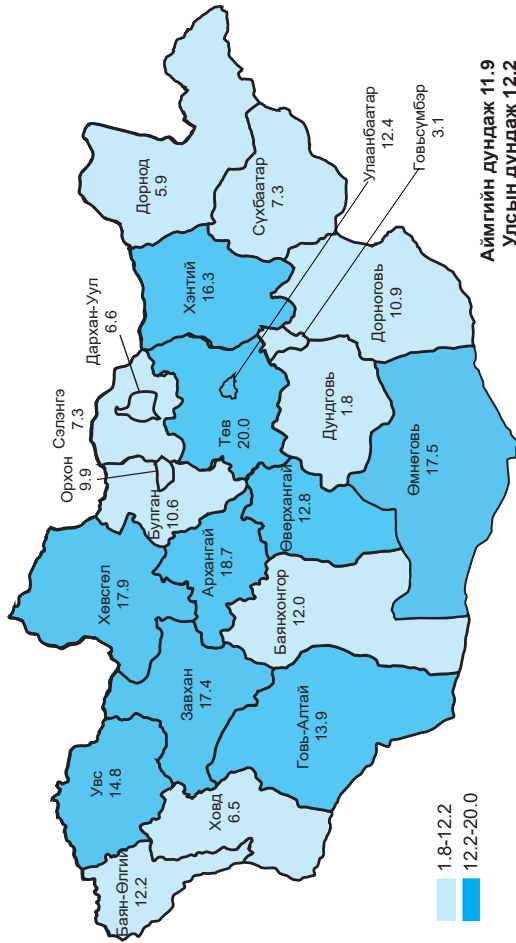 Баян-Өлгий
12.2
Увс
14.8
Ховд
6.5
Завхан
17.4
Говь-Алтай
13.9
Хөвсгөл
17.9
Архангай
18.7
Баянхонгор
12.0
Орхон
9.9
Булган
10.6
Өвөрхангай
12.8
Сэлэнгэ
7.3
Дархан-Уул
6.6
Төв
20.0
Дундговь
1.8
Өмнөговь
17.5
Хэнтий
16.3
Дорнод
5.9
Сүхбаатар
7.3
Дорноговь
10.9
Улаанбаатар
12.4
Говьсүмбэр
3.1
1.8-12.2
12.2-20.0
Аймгийн дундаж 11.9
Улсын дундаж 12.2